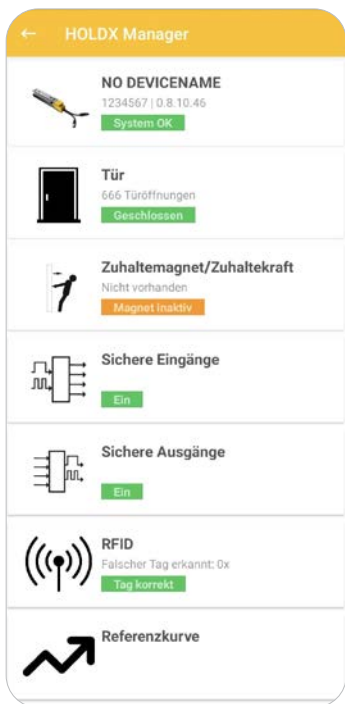 HOLDX Manager
NO DEVICENAME
1234567 | 0.8.10.46
System OK
Tür
666 Türöffnungen
Geschlossen
Zuhaltemagnet/Zuhaltekraft
Nicht vorhanden
Magnet inaktiv
Sichere Eingänge
Ein
Sichere Ausgänge
Ein
RFID
Falscher Tag erkannt: 0x
Tag korrekt
Referenzkurve